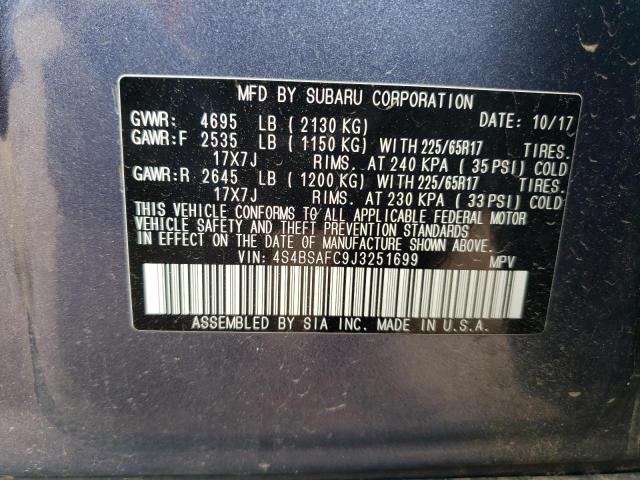 MFD BY SUBARU CORPORATION DATE: 10/17
GVWR: 4695 LB ( 2130 KG)
GAWR:F 2535 LB ( 1150 KG) WITH 225/65R17 TIRES.
17X7J RIMS. AT 240 KPA ( 35 PSI) COLD
GAWR:R 2645 LB ( 1200 KG) WITH 225/65R17 TIRES.
17X7J RIMS. AT 230 KPA ( 33 PSI) COLD
THIS VEHICLE CONFORMS TO ALL APPLICABLE FEDERAL MOTOR
VEHICLE SAFETY AND THEFT PREVENTION STANDARDS
IN EFFECT ON THE DATE OF MANUFACTURE SHOWN ABOVE.
VIN: 4S4BSAFC9J3251699 MPV
ASSEMBLED BY SIA INC. MADE IN U.S.A.